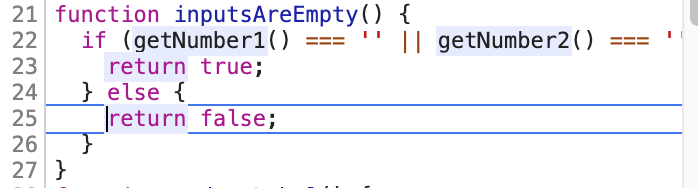 21 function inputsAreEmpty() {
22 if (getNumber1() === '' || getNumber2() === '
23 return true;
24 } else {
25 return false;
26 }
27 }